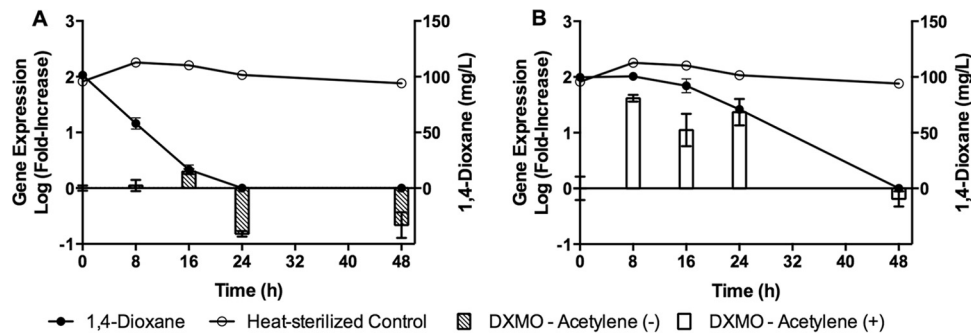 A
B
3
2
1
0
-1
150
100
50
0
3
2
1
0
-1
150
100
50
0
Gene Expression
Log (Fold-Increase)
1,4-Dioxane (mg/L)
Gene Expression
Log (Fold-Increase)
1,4-Dioxane (mg/L)
0 8 16 24 32 40 48
0 8 16 24 32 40 48
Time (h)
Time (h)
1,4-Dioxane Heat-sterilized Control DXMO - Acetylene (-) DXMO - Acetylene (+)